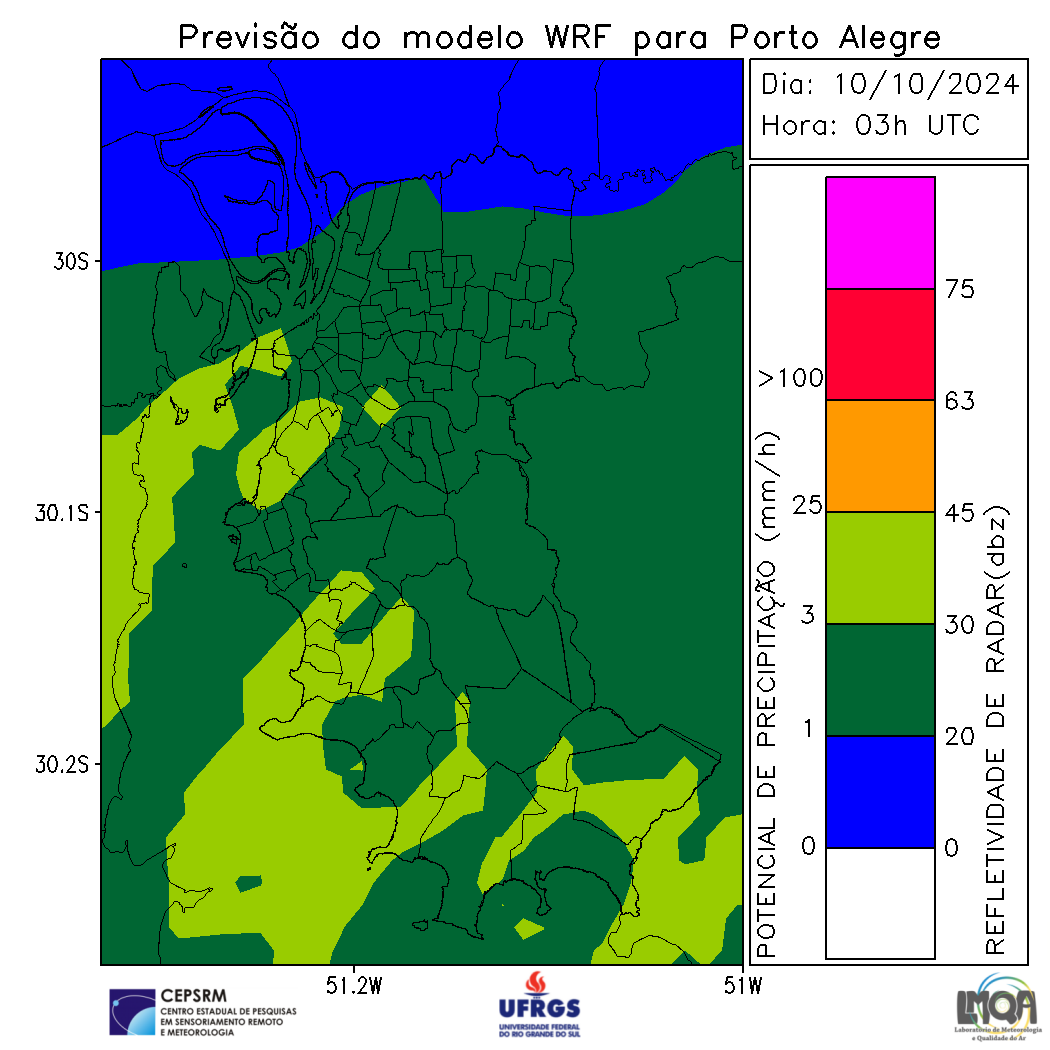 Previsão do modelo WRF para Porto Alegre
Dia: 10/10/2024
Hora: 03h UTC
30S
30.1S
30.2S
51.2W
51W
POTENCIAL DE PRECIPITAÇÃO (mm/h)
>100
25
3
1
0
75
63
45
30
20
0
REFLETIVIDADE DE RADAR(dbz)
CEPSRM
CENTRO ESTADUAL DE PESQUISAS
EM SENSORIAMENTO REMOTO
E METEOROLOGIA
UFRGS
UNIVERSIDADE FEDERAL
DO RIO GRANDE DO SUL
LMQA
Laboratório de Meteorologia
e Qualidade do Ar